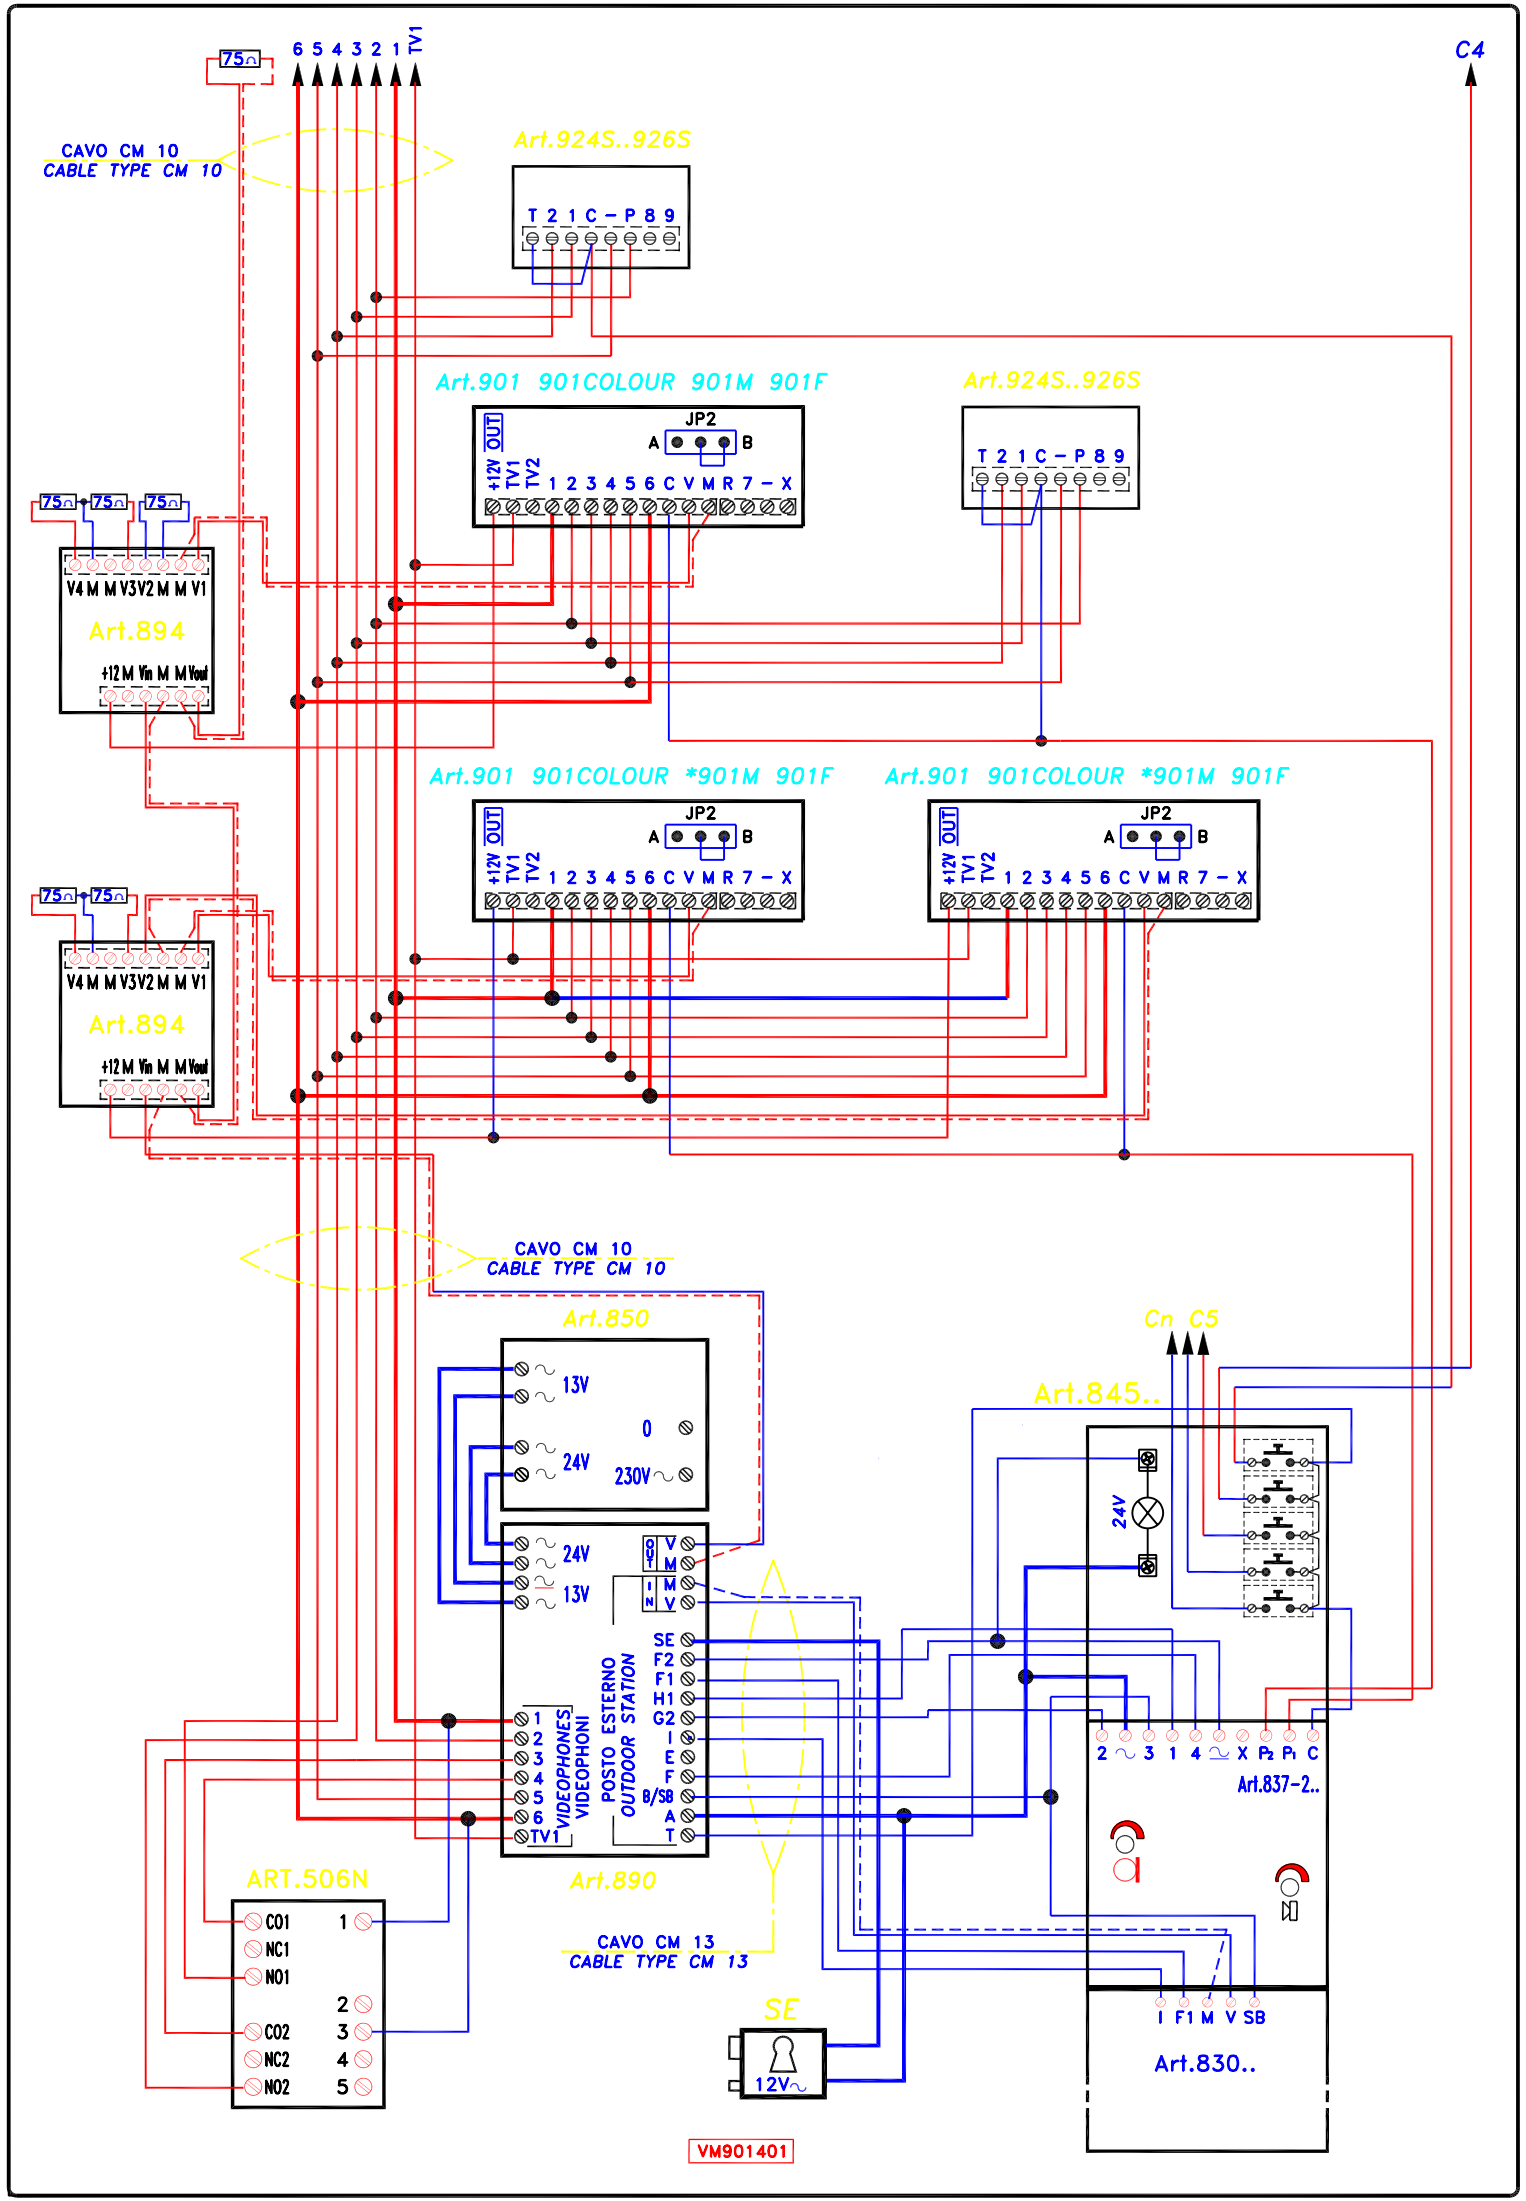 6 5 4 3 2 1 TV1
C4
75Ω
CAVO CM 10
CABLE TYPE CM 10
Art.924S..926S
T 2 1 C - P 8 9
Art.901 901COLOUR 901M 901F
JP2
A B
+12V OUT TV1 TV2 1 2 3 4 5 6 C V M R 7 - X
Art.924S..926S
T 2 1 C - P 8 9
75Ω 75Ω 75Ω
V4 M M V3 V2 M M V1
Art.894
+12 M Vin M M Vout
Art.901 901COLOUR *901M 901F
JP2
A B
+12V OUT TV1 TV2 1 2 3 4 5 6 C V M R 7 - X
Art.901 901COLOUR *901M 901F
JP2
A B
+12V OUT TV1 TV2 1 2 3 4 5 6 C V M R 7 - X
75Ω 75Ω
V4 M M V3 V2 M M V1
Art.894
+12 M Vin M M Vout
CAVO CM 10
CABLE TYPE CM 10
Art.850
13V
0
24V
230V~
Cn C5
Art.845..
24V
24V
13V
OUT V
M
IN M
V
SE
F2
F1
H1
G2
I
E
F
B/SB
A
T
POSTO ESTERNO
OUTDOOR STATION
1
2
3
4
5
6
TV1
VIDEOPHONES
VIDEOPHONI
Art.890
2 ~ 3 1 4 ~ X P2 P1 C
Art.837-2..
ART.506N
CO1 1
NC1
NO1
2
CO2 3
NC2 4
NO2 5
CAVO CM 13
CABLE TYPE CM 13
SE
12V~
I F1 M V SB
Art.830..
VM901401